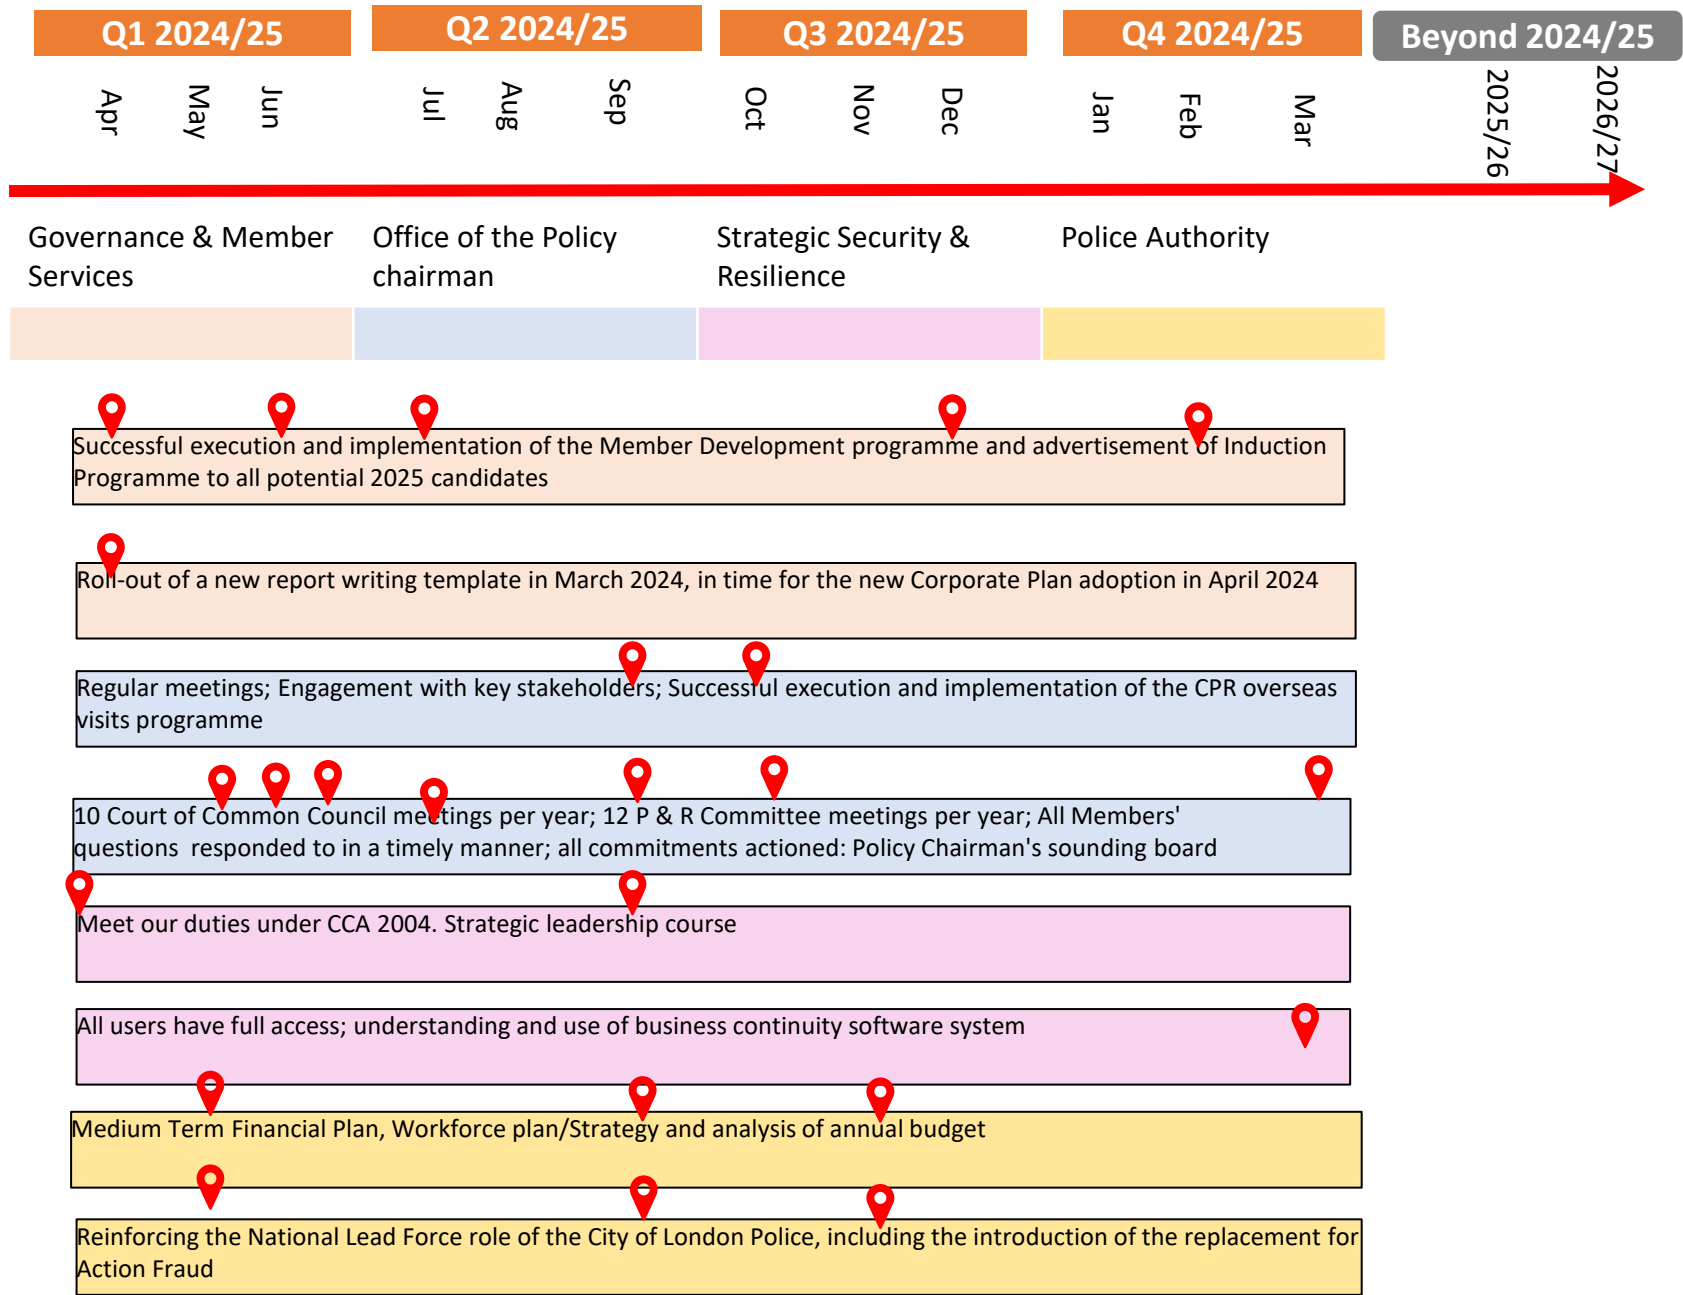 Q1 2024/25
Q2 2024/25
Q3 2024/25
Q4 2024/25
Beyond 2024/25
Apr
May
Jun
Jul
Aug
Sep
Oct
Nov
Dec
Jan
Feb
Mar
2025/26
2026/27
Governance & Member
Services
Office of the Policy
chairman
Strategic Security &
Resilience
Police Authority
Successful execution and implementation of the Member Development programme and advertisement of Induction
Programme to all potential 2025 candidates
Roll-out of a new report writing template in March 2024, in time for the new Corporate Plan adoption in April 2024
Regular meetings; Engagement with key stakeholders; Successful execution and implementation of the CPR overseas
visits programme
10 Court of Common Council meetings per year; 12 P & R Committee meetings per year; All Members'
questions  responded to in a timely manner; all commitments actioned: Policy Chairman's sounding board
Meet our duties under CCA 2004. Strategic leadership course
All users have full access; understanding and use of business continuity software system
Medium Term Financial Plan, Workforce plan/Strategy and analysis of annual budget
Reinforcing the National Lead Force role of the City of London Police, including the introduction of the replacement for
Action Fraud